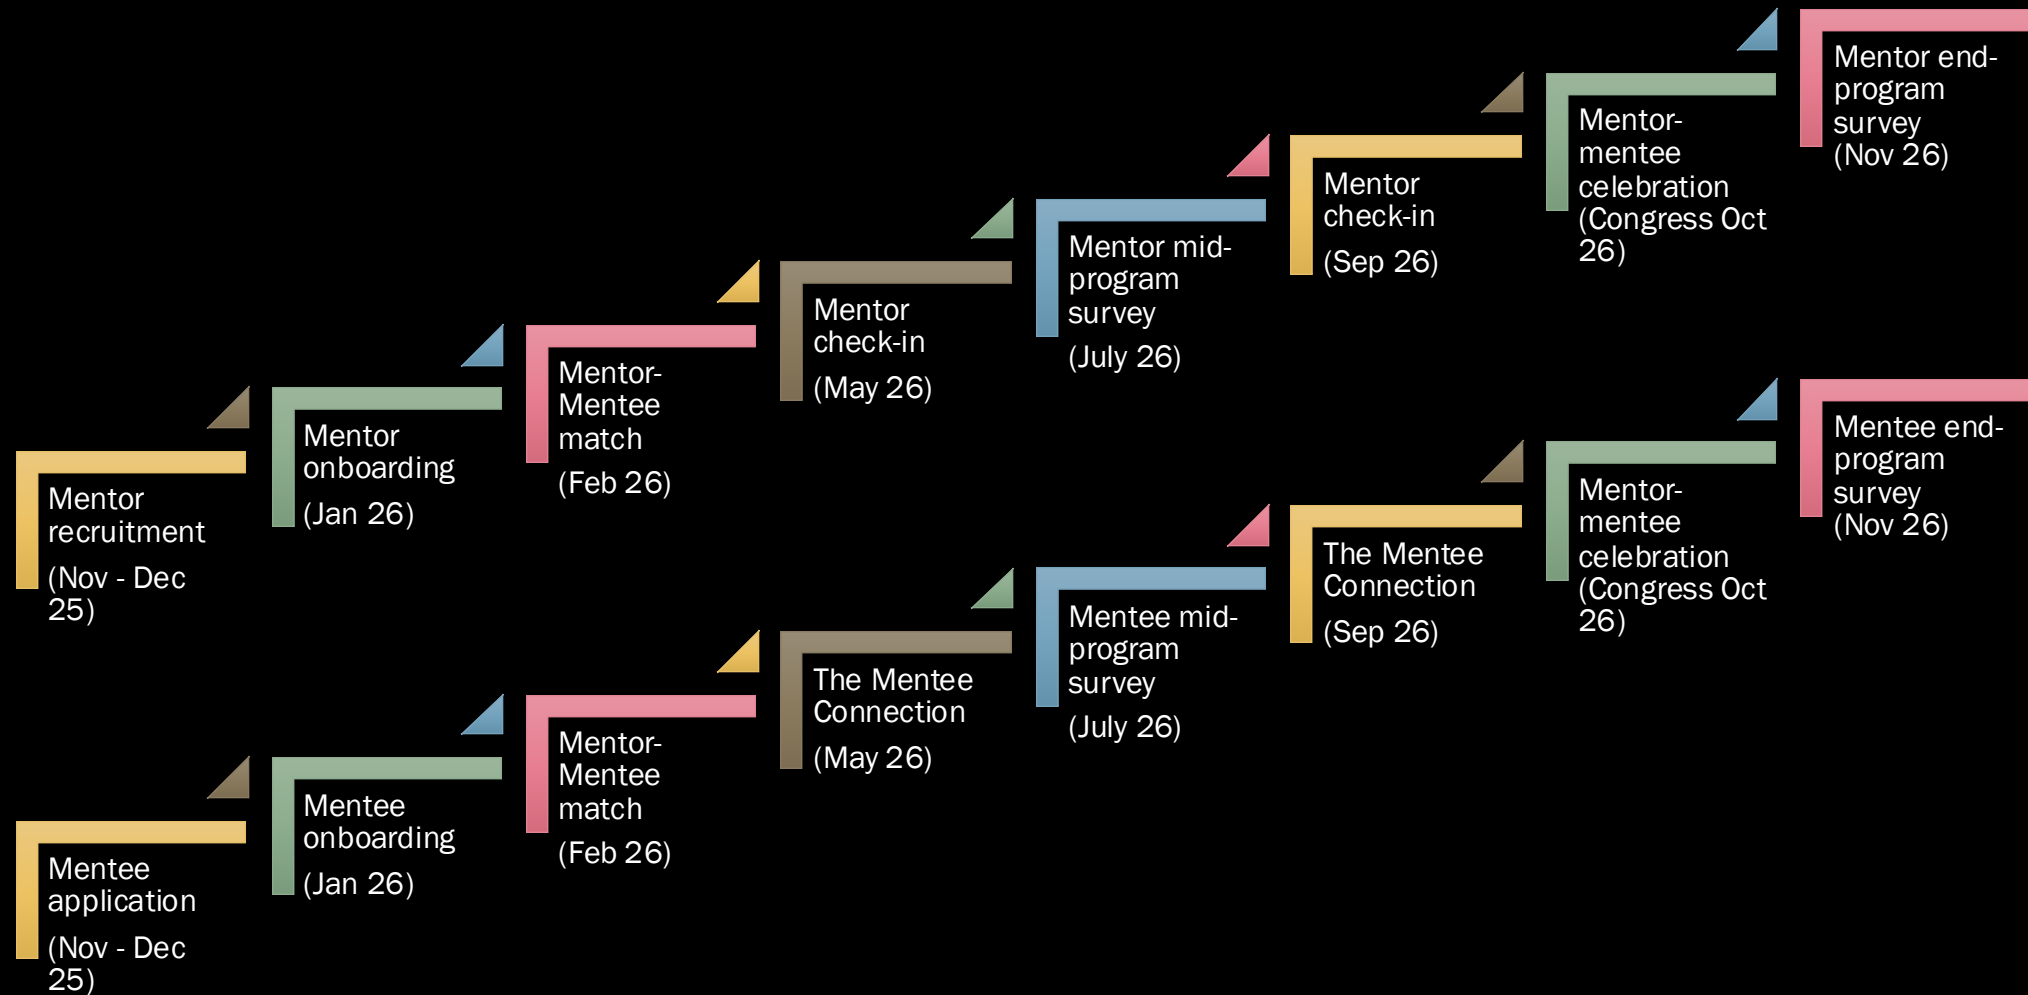 Mentor
recruitment
(Nov - Dec
25)
Mentor
onboarding
(Jan 26)
Mentor-
Mentee
match
(Feb 26)
Mentor
check-in
(May 26)
Mentor mid-
program
survey
(July 26)
Mentor
check-in
(Sep 26)
Mentor-
mentee
celebration
(Congress Oct
26)
Mentor end-
program
survey
(Nov 26)
Mentee
application
(Nov - Dec
25)
Mentee
onboarding
(Jan 26)
Mentor-
Mentee
match
(Feb 26)
The Mentee
Connection
(May 26)
Mentee mid-
program
survey
(July 26)
The Mentee
Connection
(Sep 26)
Mentor-
mentee
celebration
(Congress Oct
26)
Mentee end-
program
survey
(Nov 26)